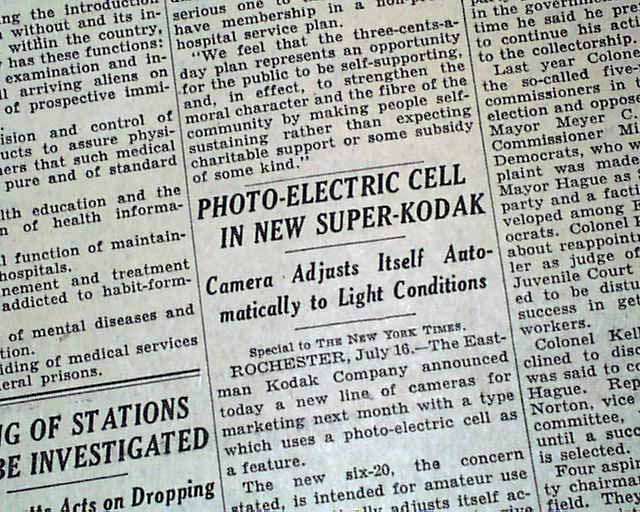 ng the introduction
without and its in-
within the country,
has these functions:
examination and in-
arriving aliens on
of prospective immi-
ision and control of
ucts to assure physi-
ers that such medical
pure and of standard
lth education and the
n of health informa-
l function of maintain-
hospitals.
nement and treatment
addicted to habit-form-
of mental diseases and
tion.
iding of medical services
eral prisons.
NG OF STATIONS
BE INVESTIGATED
Acts on Dropping
serious one to
have membership in a
hospital service plan.
"We feel that the three-cents-a-
day plan represents an opportunity
for the public to be self-supporting,
and, in effect, to strengthen the
moral character and the fibre of the
community by making people self-
sustaining rather than expecting
charitable support or some subsidy
of some kind."
PHOTO-ELECTRIC CELL
IN NEW SUPER-KODAK
Camera Adjusts Itself Auto-
matically to Light Conditions
Special to THE NEW YORK TIMES.
ROCHESTER, July 16.—The East-
man Kodak Company announced
today a new line of cameras for
marketing next month with a type
which uses a photo-electric cell as
a feature.
The new six-20, the concern
stated, is intended for amateur use
adjusts itself ac-
in the govern
time he said he pre
to continue his acti
to the collectorship.
Last year Colone
the so-called five-
commissioners in
election and oppose
Mayor Meyer C.
Commissioner Mi
Democrats, who w
plaint was made
Mayor Hague as
party and a fact
veloped among
ocrats. Colonel
about reappoint
ler as judge of
Juvenile Court
ed to be distu
success in get
workers.
Colonel Kel
clined to disc
was said to co
Hague. Rep
Norton, vice
committee,
until a succ
is selected.
Four aspir
ty chairma
field. They